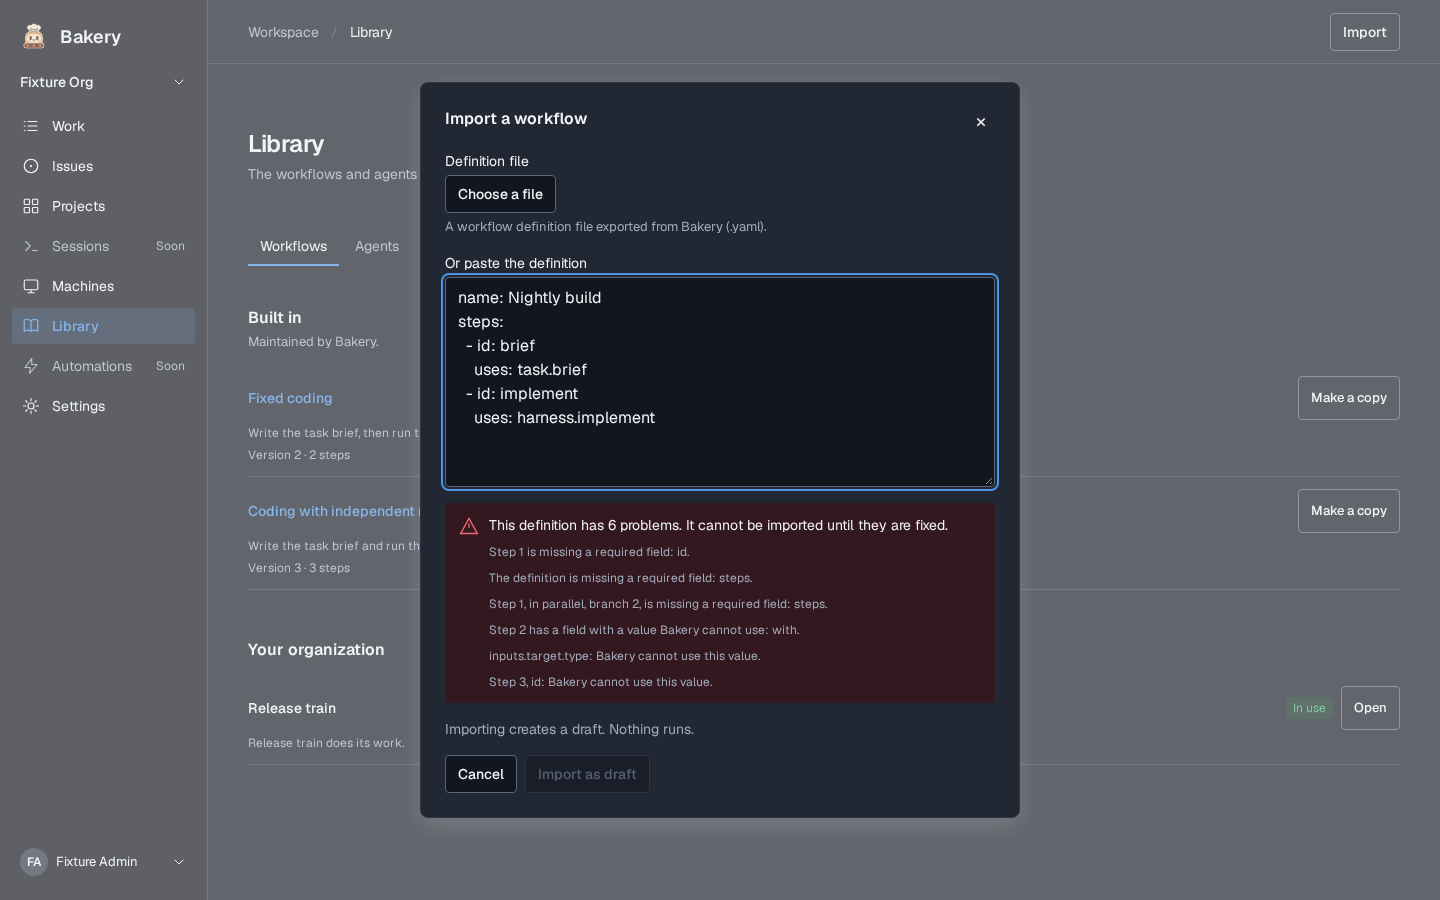 Bakery
Fixture Org
Work
Issues
Projects
Sessions Soon
Machines
Library
Automations Soon
Settings
FA Fixture Admin
Workspace / Library
Import
Library
The workflows and agents
Workflows Agents
Built in
Maintained by Bakery.
Fixed coding
Make a copy
Write the task brief, then run t
Version 2 · 2 steps
Coding with independent
Make a copy
Write the task brief and run th
Version 3 · 3 steps
Your organization
Release train
In use Open
Release train does its work.
Import a workflow
Definition file
Choose a file
A workflow definition file exported from Bakery (.yaml).
Or paste the definition
name: Nightly build
steps:
- id: brief
uses: task.brief
- id: implement
uses: harness.implement
This definition has 6 problems. It cannot be imported until they are fixed.
Step 1 is missing a required field: id.
The definition is missing a required field: steps.
Step 1, in parallel, branch 2, is missing a required field: steps.
Step 2 has a field with a value Bakery cannot use: with.
inputs.target.type: Bakery cannot use this value.
Step 3, id: Bakery cannot use this value.
Importing creates a draft. Nothing runs.
Cancel Import as draft